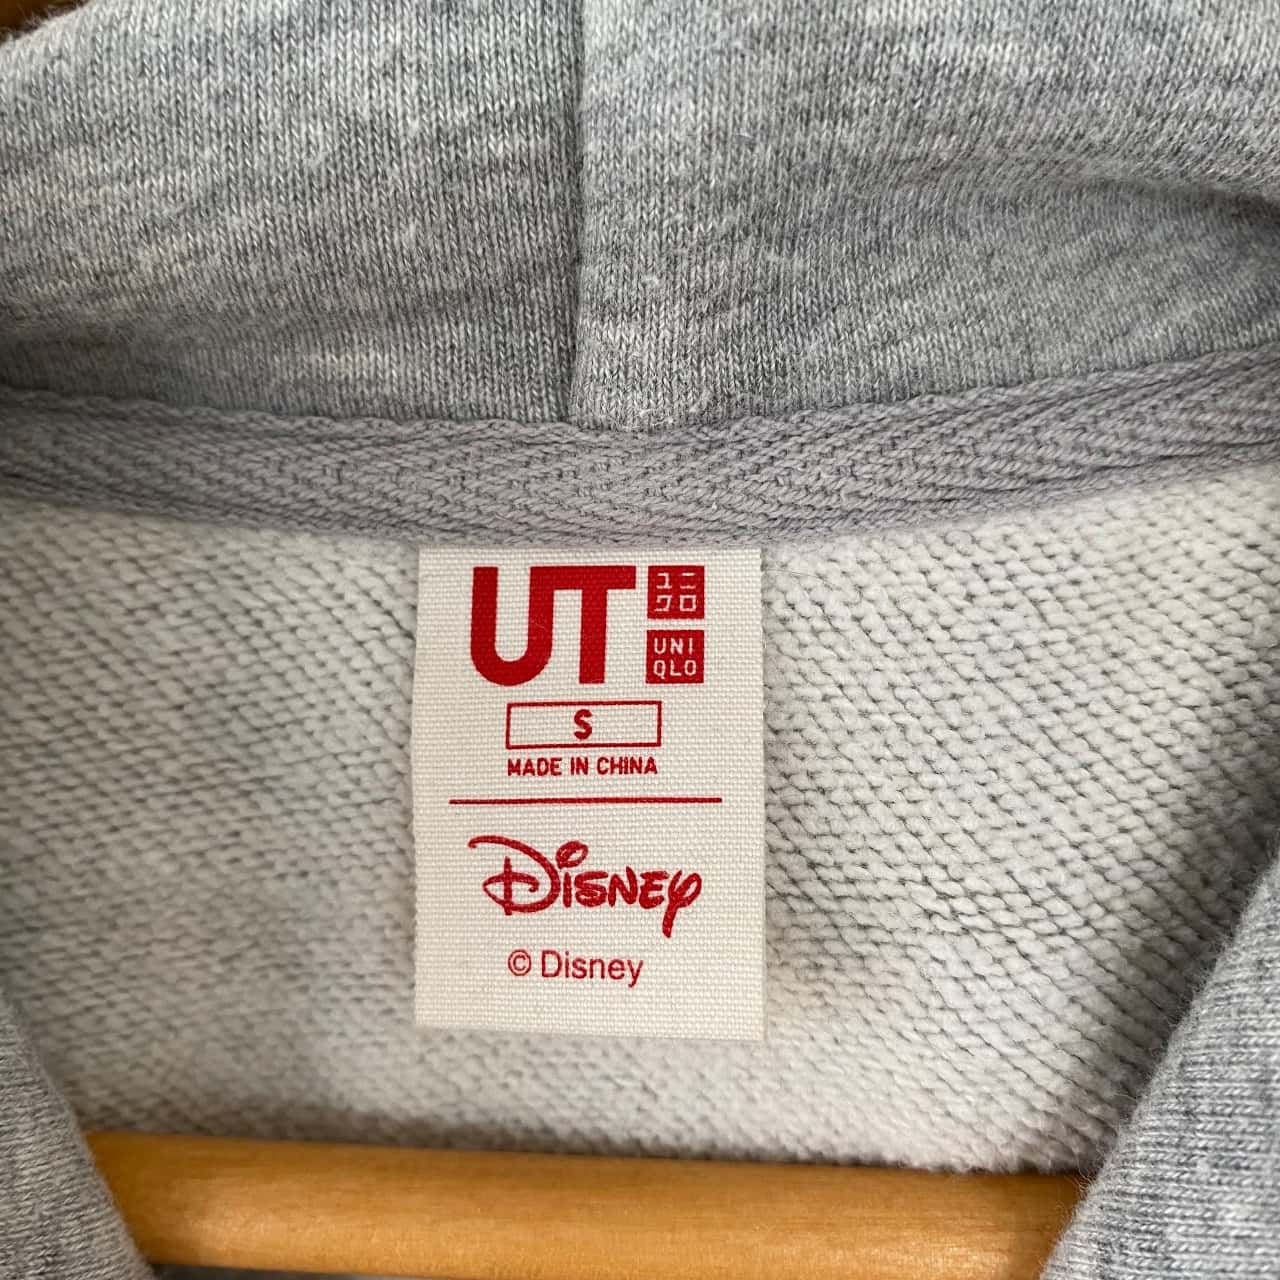 UT
ユニ
クロ
UNI
QLO
S
MADE IN CHINA
Disney
© Disney